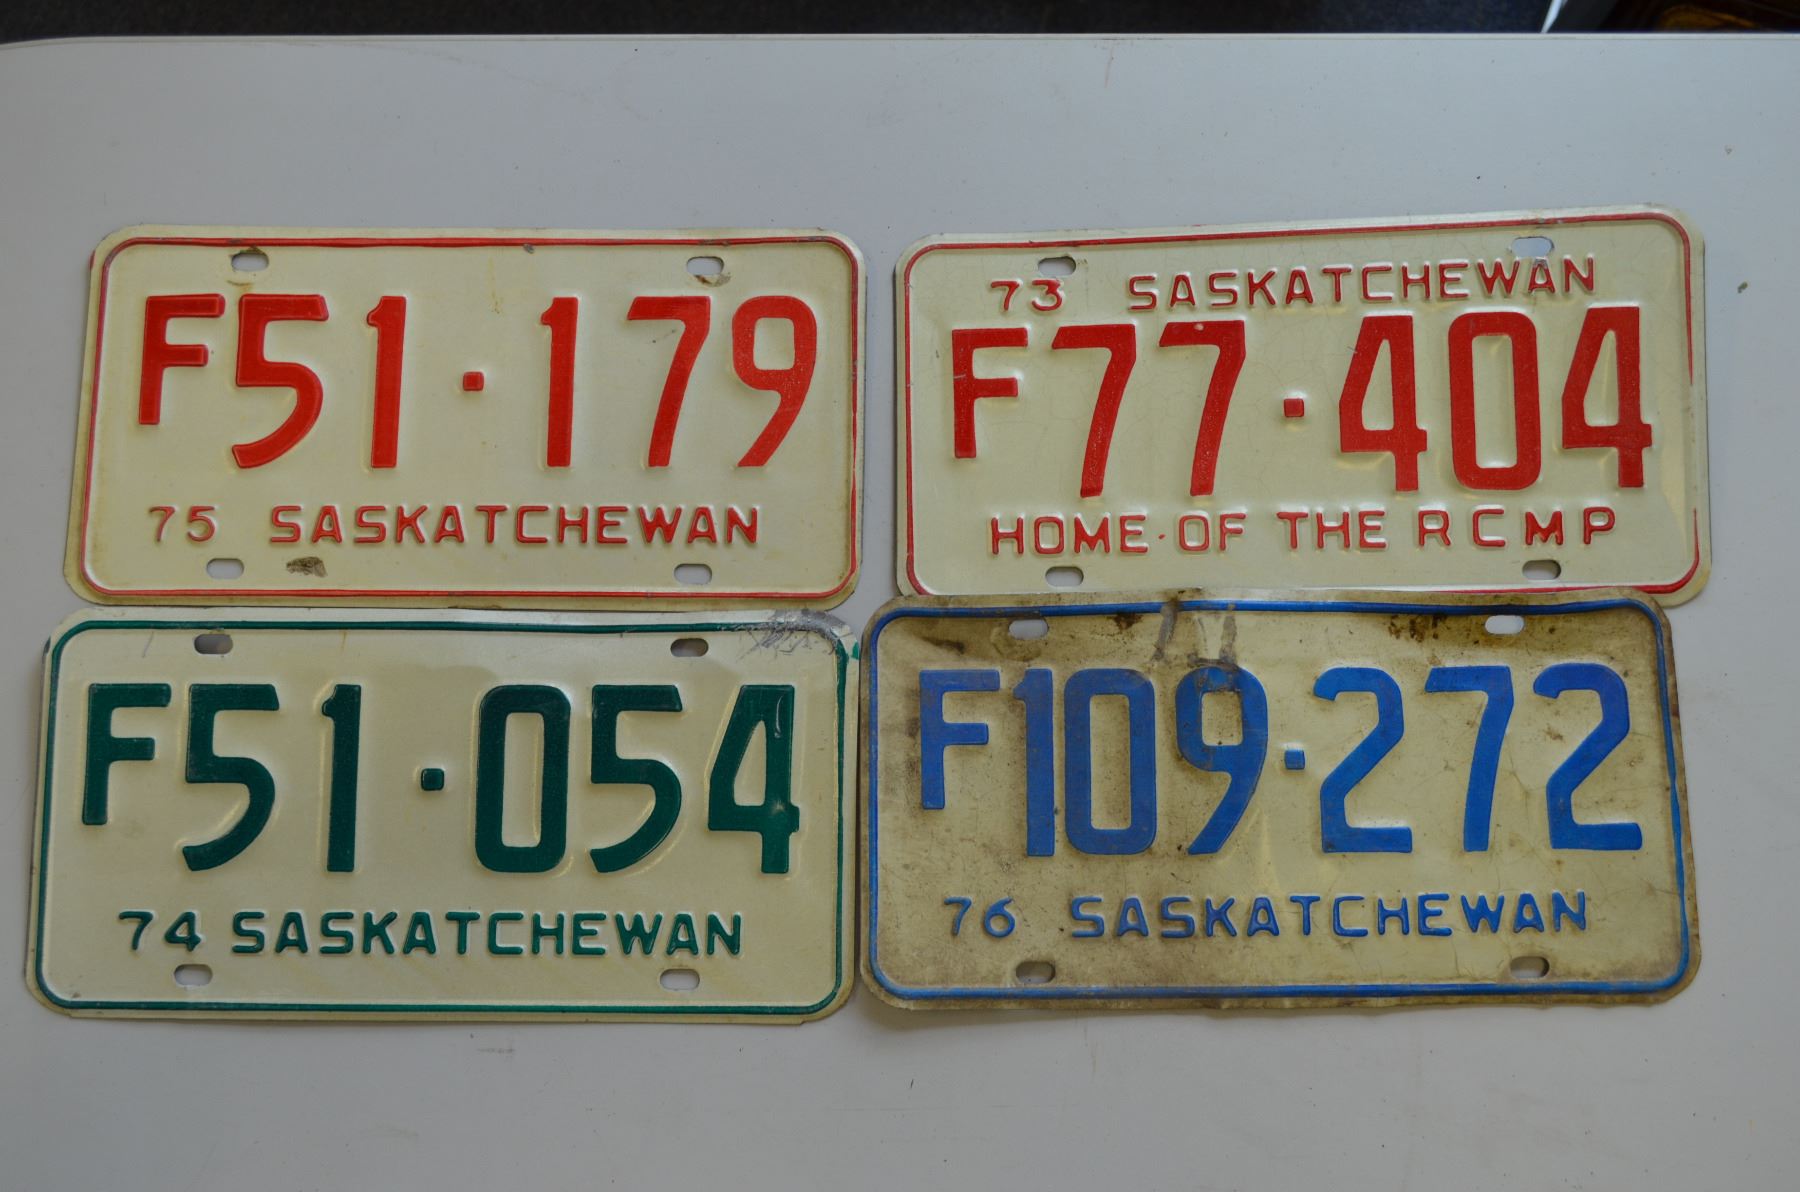 F51·179
75 SASKATCHEWAN
73 SASKATCHEWAN
F77·404
HOME·OF THE RCMP
F51·054
74 SASKATCHEWAN
F109·272
76 SASKATCHEWAN